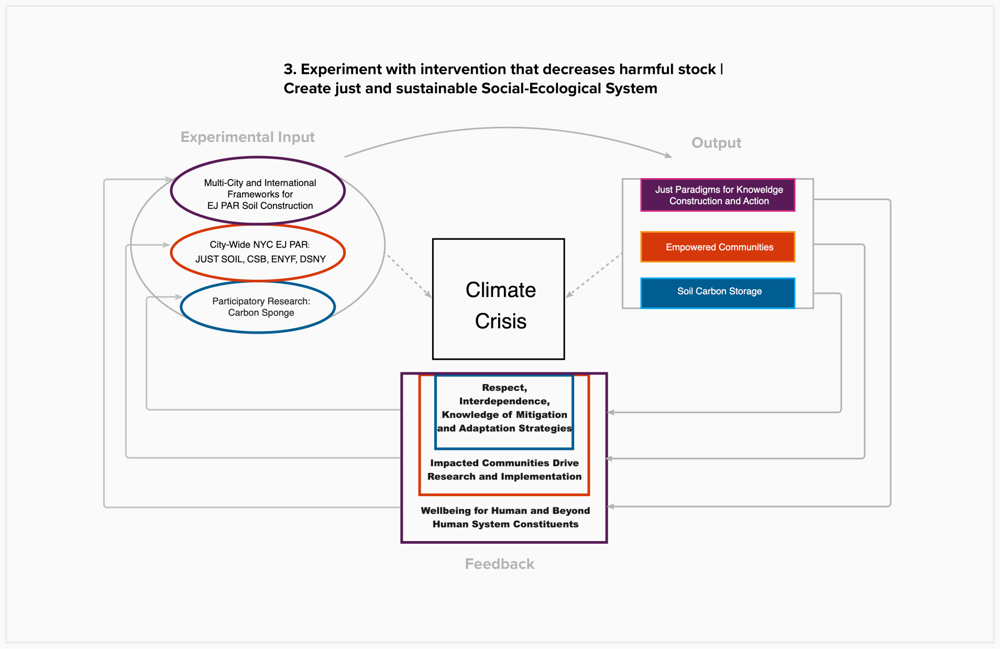 3. Experiment with intervention that decreases harmful stock |
Create just and sustainable Social-Ecological System
Experimental Input
Output
Multi-City and International
Frameworks for
EJ PAR Soil Construction
City-Wide NYC EJ PAR:
JUST SOIL, CSB, ENYF, DSNY
Participatory Research:
Carbon Sponge
Climate
Crisis
Just Paradigms for Knoweldge
Construction and Action
Empowered Communities
Soil Carbon Storage
Respect,
Interdependence,
Knowledge of Mitigation
and Adaptation Strategies
Impacted Communities Drive
Research and Implementation
Wellbeing for Human and Beyond
Human System Constituents
Feedback